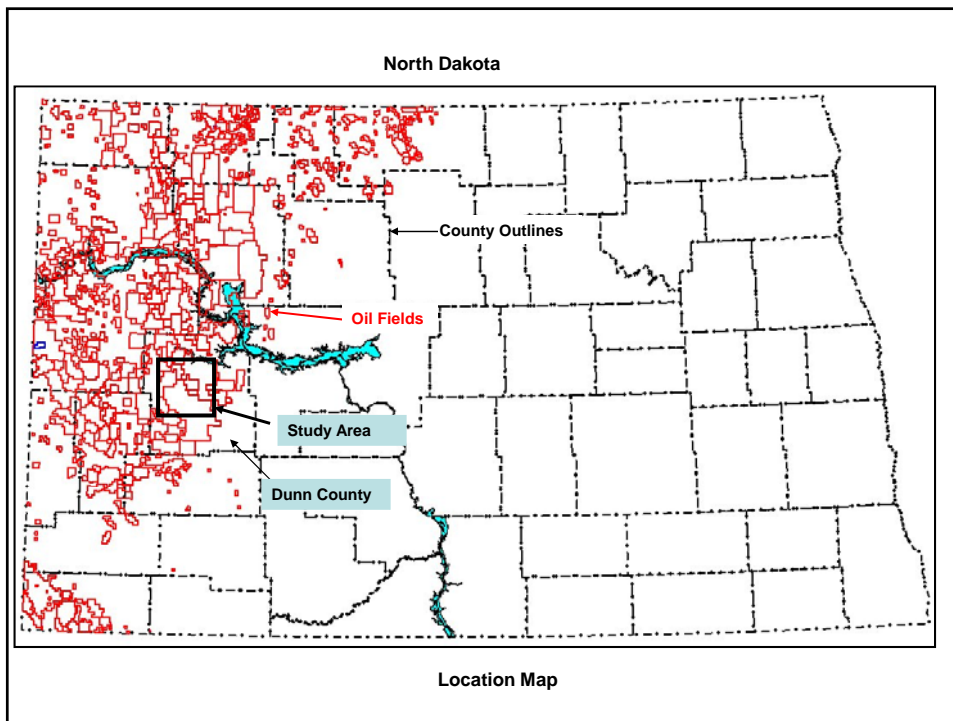 North Dakota
County Outlines
Oil Fields
Study Area
Dunn County
Location Map